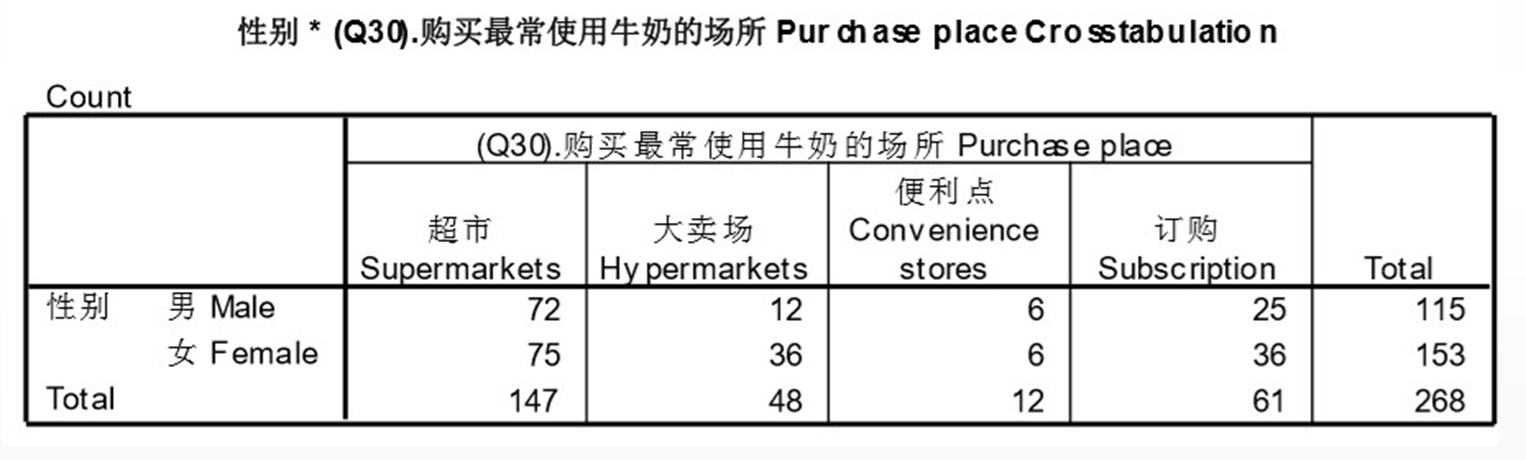 性别 * (Q30).购买最常使用牛奶的场所 Purchase place Crosstabulation
Count
(Q30).购买最常使用牛奶的场所 Purchase place
超市 Supermarkets
大卖场 Hypermarkets
便利点 Convenience stores
订购 Subscription
Total
性别 男 Male 72 12 6 25 115
女 Female 75 36 6 36 153
Total 147 48 12 61 268